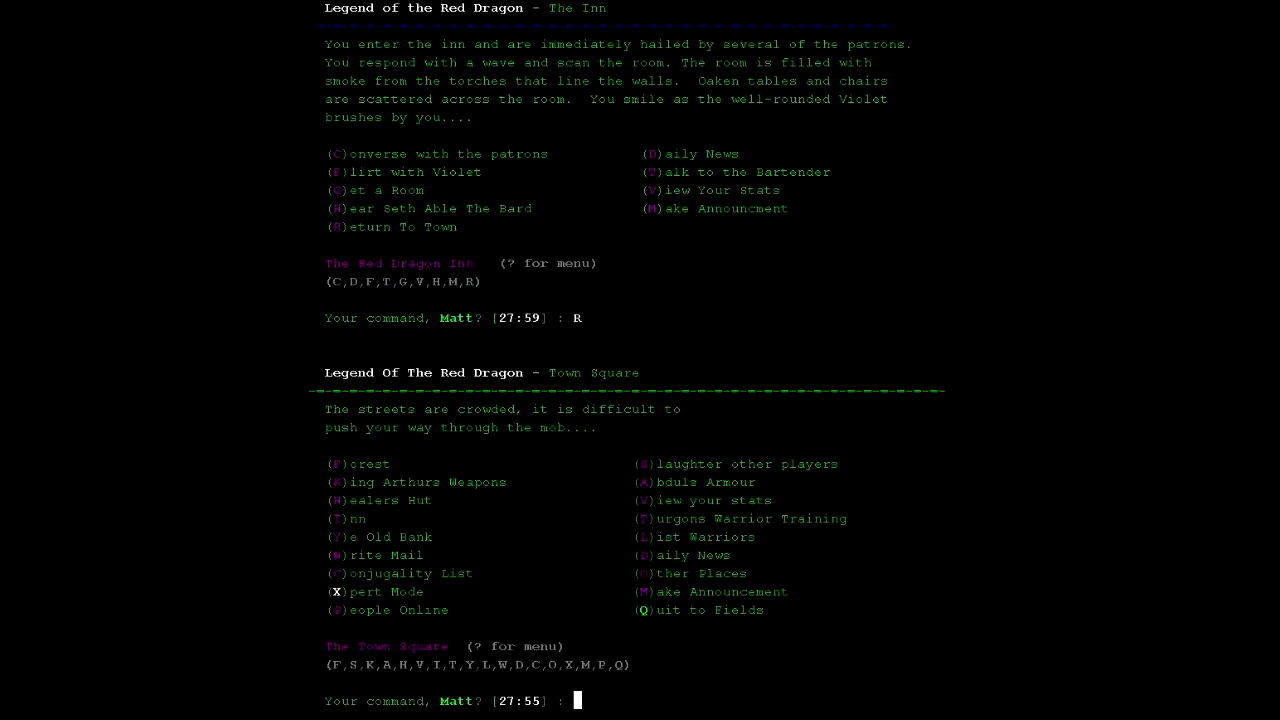 Legend of the Red Dragon - The Inn
You enter the inn and are immediately hailed by several of the patrons.
You respond with a wave and scan the room. The room is filled with
smoke from the torches that line the walls.  Oaken tables and chairs
are scattered across the room.  You smile as the well-rounded Violet
brushes by you....
(C)onverse with the patrons (D)aily News
(F)lirt with Violet (T)alk to the Bartender
(G)et a Room (V)iew Your Stats
(H)ear Seth Able The Bard (M)ake Announcment
(R)eturn To Town
The Red Dragon Inn (? for menu)
(C,D,F,T,G,V,H,M,R)
Your command, Matt? [27:59] : R
Legend Of The Red Dragon - Town Square
-=-=-=-=-=-=-=-=-=-=-=-=-=-=-=-=-=-=-=-=-=-=-=-=-=-=-=-=-=-=-=-=-=-=-=-=-=-
The streets are crowded, it is difficult to
push your way through the mob....
(F)orest (S)laughter other players
(K)ing Arthurs Weapons (A)bduls Armour
(H)ealers Hut (V)iew your stats
(I)nn (T)urgons Warrior Training
(Y)e Old Bank (L)ist Warriors
(W)rite Mail (D)aily News
(C)onjugality List (O)ther Places
(X)pert Mode (M)ake Announcement
(P)eople Online (Q)uit to Fields
The Town Square (? for menu)
(F,S,K,A,H,V,I,T,Y,L,W,D,C,O,X,M,P,Q)
Your command, Matt? [27:55] :